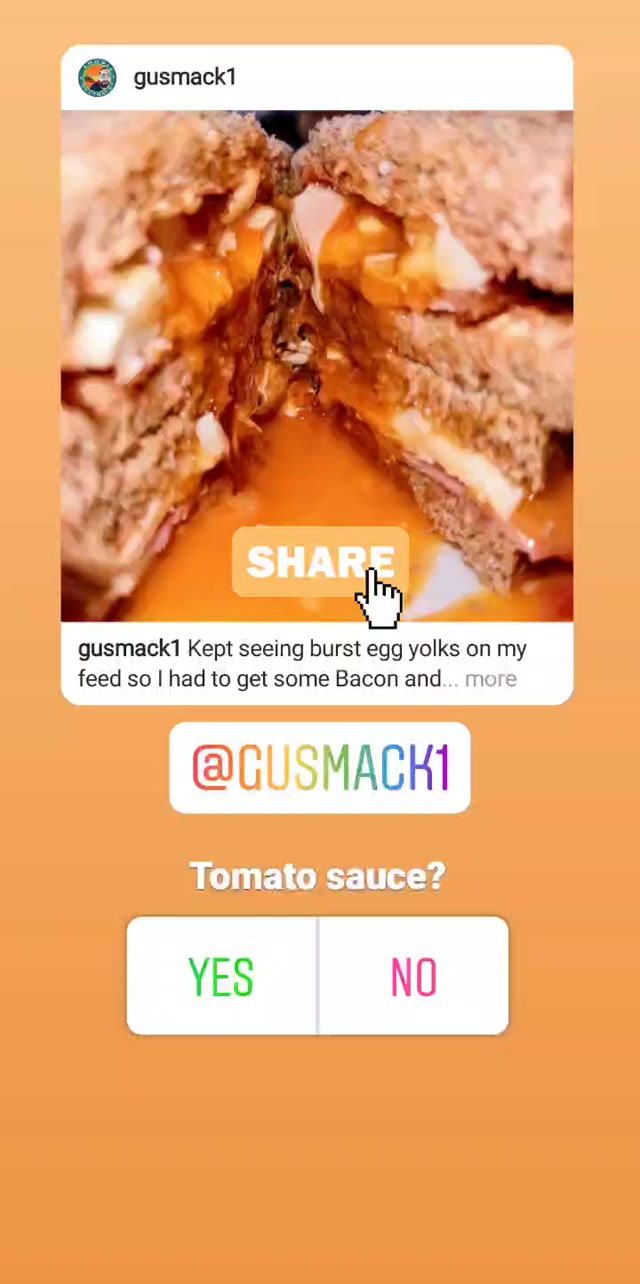 gusmack1
SHARE
gusmack1 Kept seeing burst egg yolks on my
feed so I had to get some Bacon and... more
@GUSMACK1
Tomato sauce?
YES NO